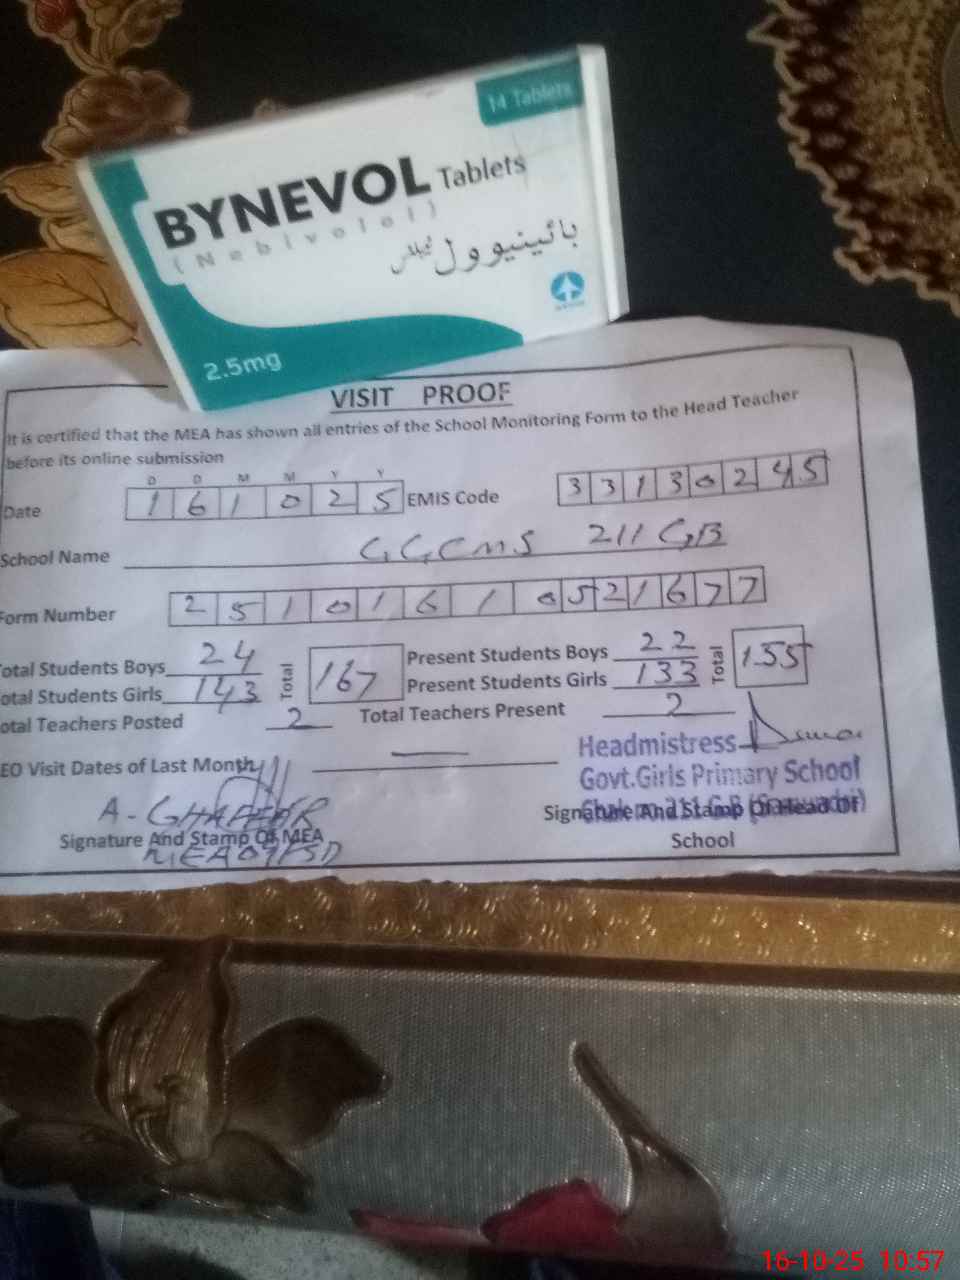 14 Tablets
BYNEVOL Tablets
(Nebivolol)
بائینیوول ٹیبلٹس
2.5mg
VISIT PROOF
It is certified that the MEA has shown all entries of the School Monitoring Form to the Head Teacher
before its online submission
D D M M Y Y
Date 1 6 1 0 2 5 EMIS Code 3 3 1 3 0 2 4 5
School Name G G C M S 211 GB
Form Number 2 5 1 0 1 6 1 0 5 2 1 6 7 7
Total Students Boys 24 Total 167 Present Students Boys 22 Total 155
Total Students Girls 143 Present Students Girls 133
Total Teachers Posted 2 Total Teachers Present 2
Headmistress
EO Visit Dates of Last Month —
Govt.Girls Primary School
A-GHAFFAR
Signature And Stamp Of Head Of
Signature And Stamp Of MEA
School
16-10-25 10:57